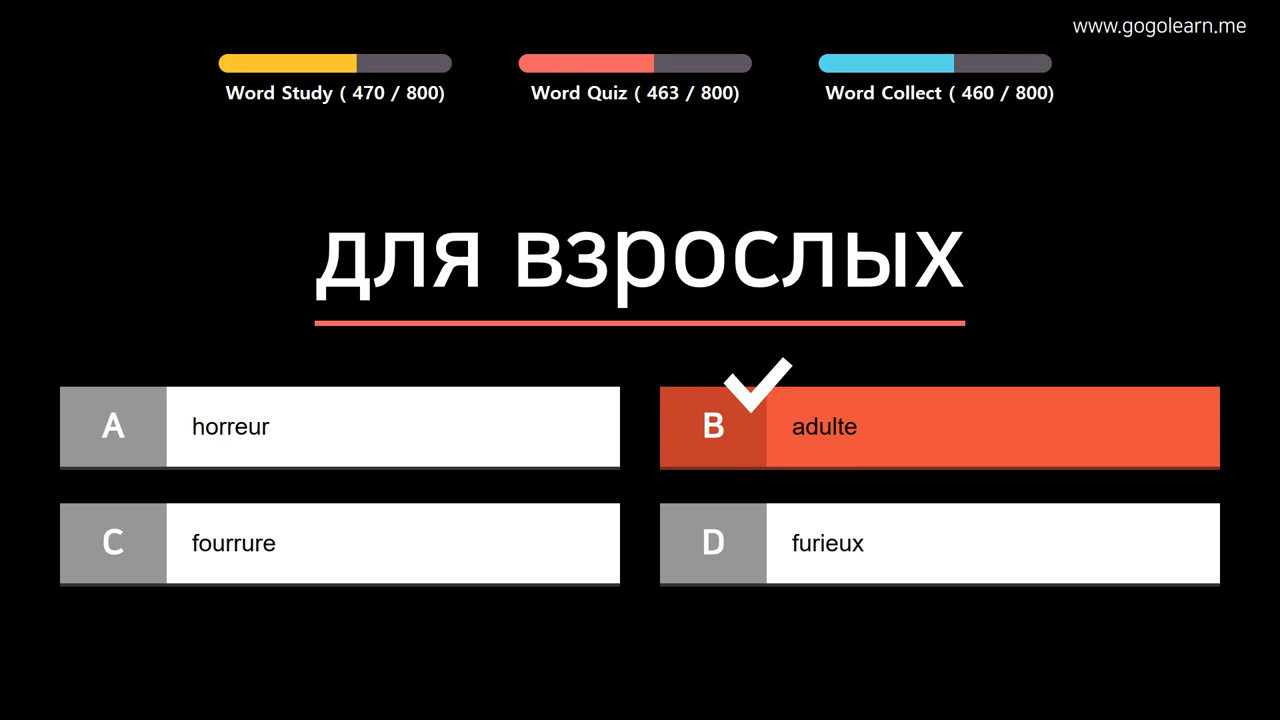 www.gogolearn.me
Word Study ( 470 / 800)
Word Quiz ( 463 / 800)
Word Collect ( 460 / 800)
для взрослых
A horreur
B adulte
C fourrure
D furieux